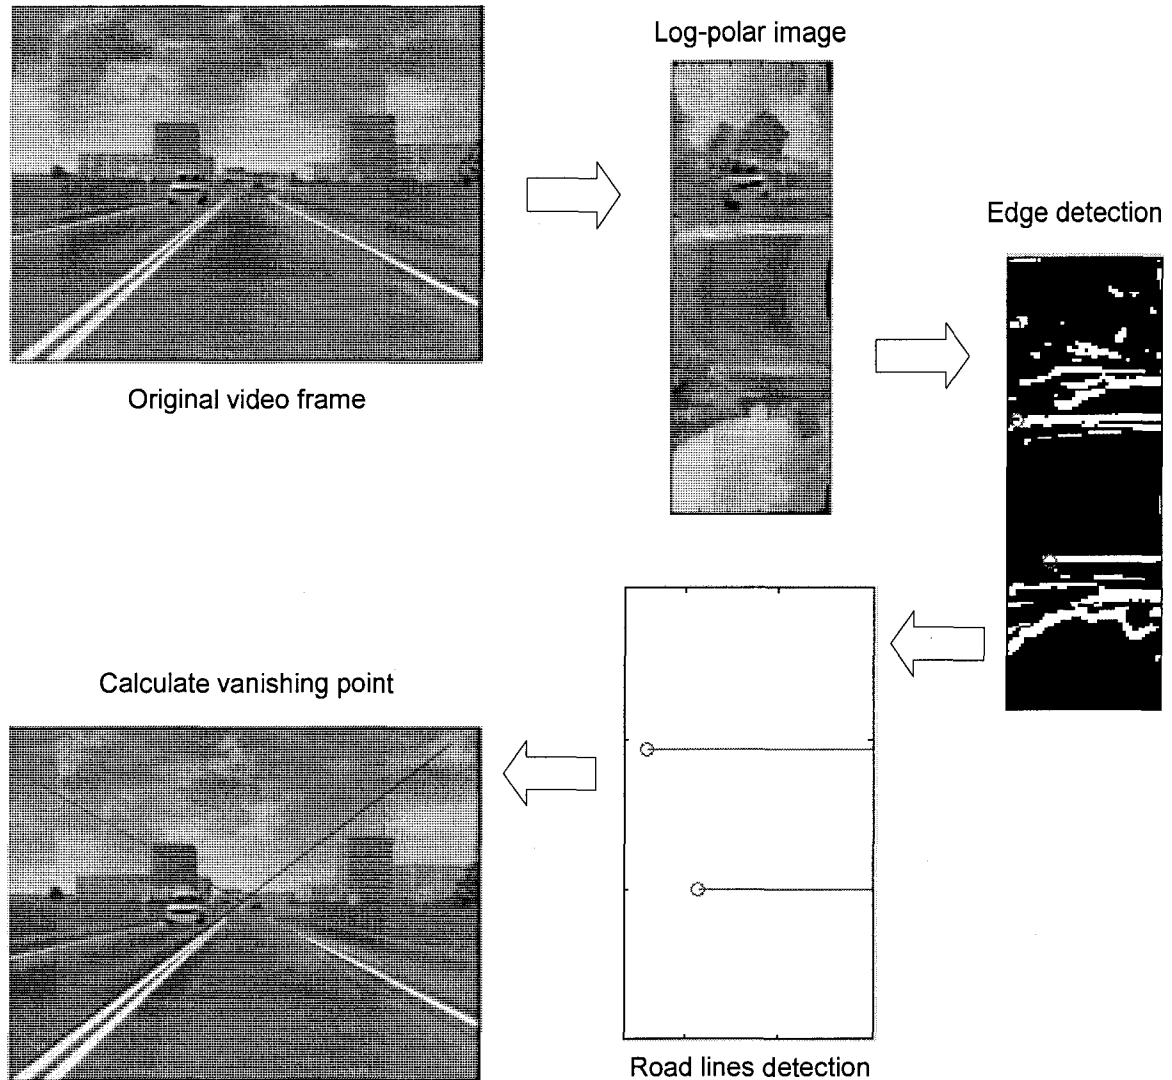 Log-polar image
Edge detection
Original video frame
Calculate vanishing point
Road lines detection